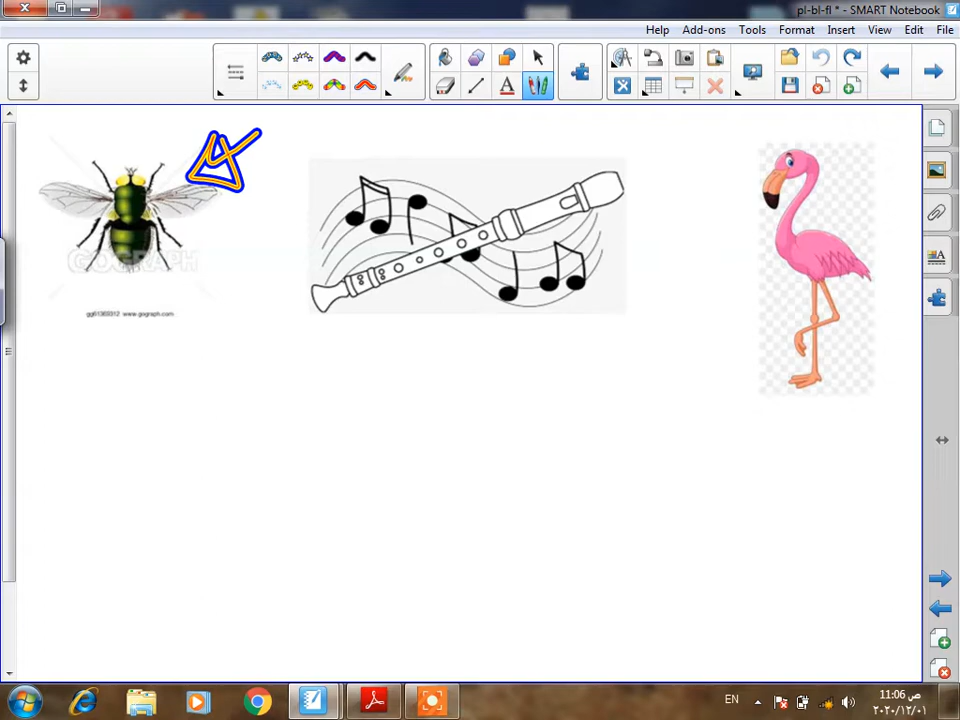 pl-bl-fl * - SMART Notebook
Help Add-ons Tools Format Insert View Edit File
GOGRAPH
gg61369312 www.gograph.com
EN
11:06 ص
٢٠٢٠/١٢/٠١